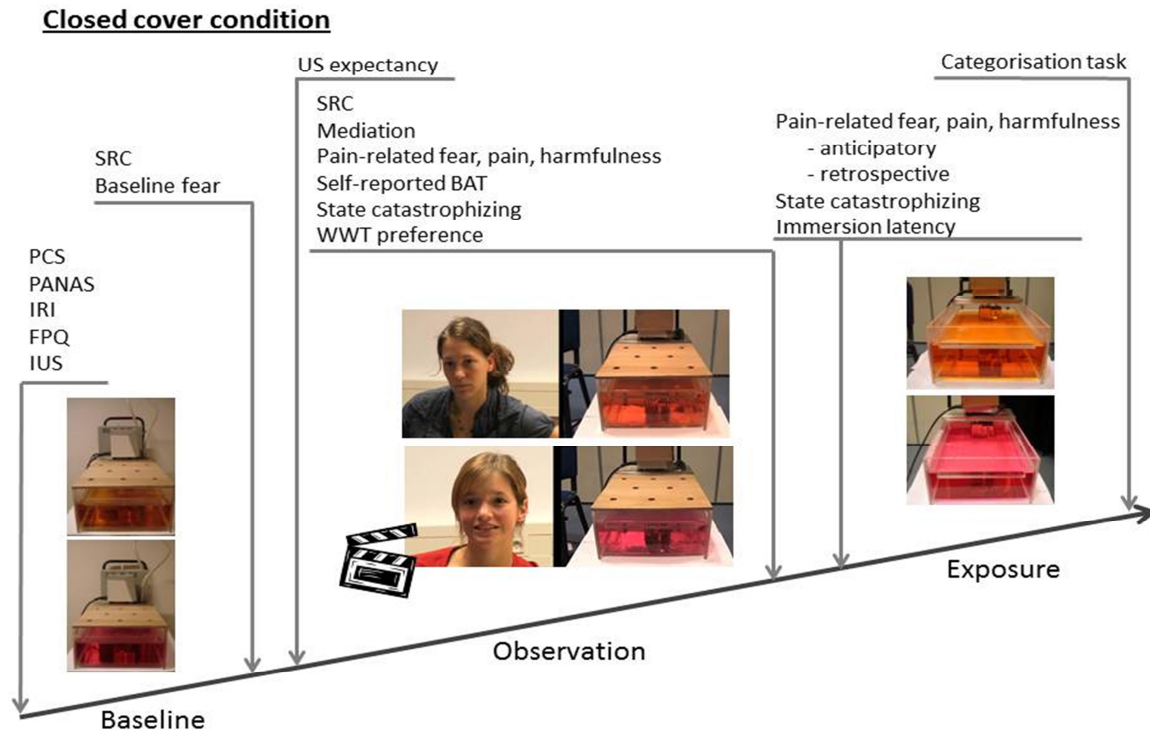 Closed cover condition
US expectancy
Categorisation task
SRC
Mediation
Pain-related fear, pain, harmfulness
Self-reported BAT
State catastrophizing
WWT preference
Pain-related fear, pain, harmfulness
- anticipatory
- retrospective
State catastrophizing
Immersion latency
SRC
Baseline fear
PCS
PANAS
IRI
FPQ
IUS
Exposure
Observation
Baseline